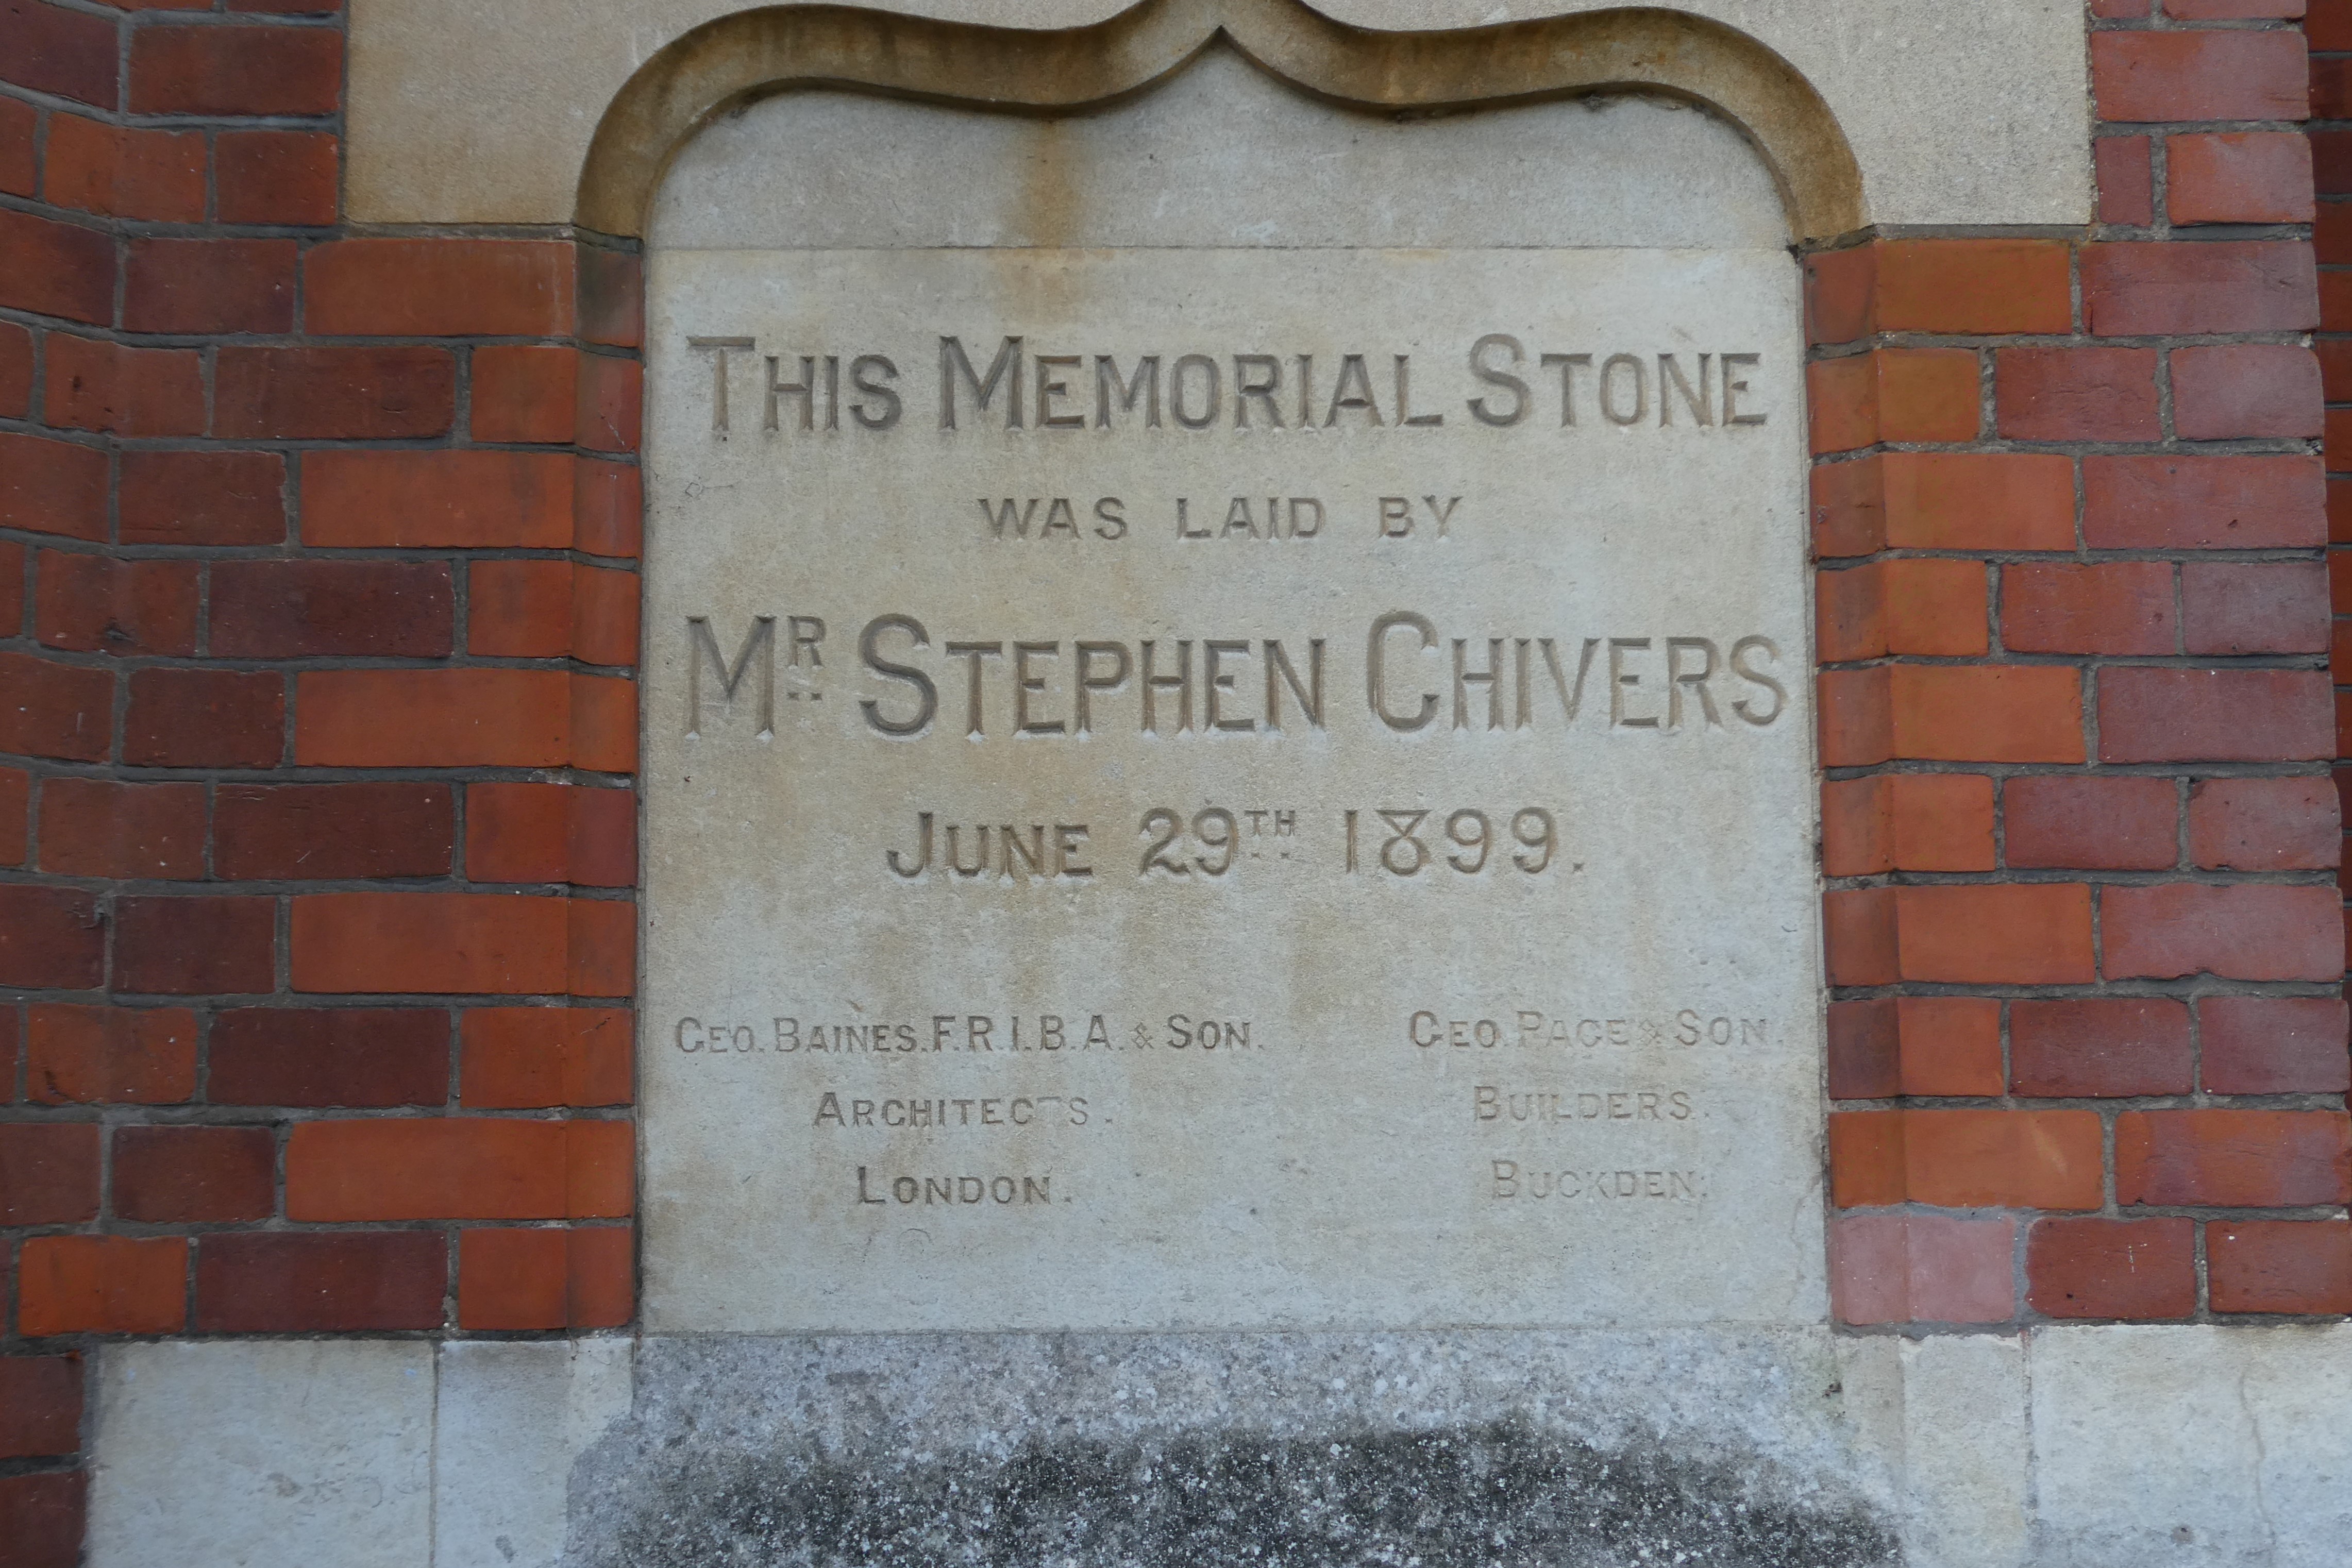 THIS MEMORIAL STONE
WAS LAID BY
MR. STEPHEN CHIVERS
JUNE 29TH 1899.
GEO. BAINES. F.R.I.B.A. & SON.
ARCHITECTS.
LONDON.
GEO. PAGE & SON.
BUILDERS.
BUCKDEN.